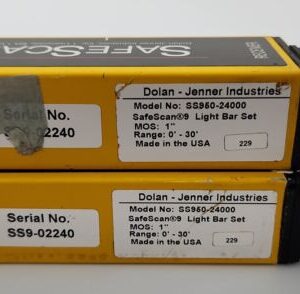 SAFESCA
Serial No.
SS9-02240
Dolan - Jenner Industries
Model No: SS950-24000
SafeScan®9 Light Bar Set
MOS: 1"
Range: 0' - 30'
Made in the USA
229
Serial No.
SS9-02240
Dolan - Jenner Industries
Model No: SS950-24000
SafeScan®9 Light Bar Set
MOS: 1"
Range: 0' - 30'
Made in the USA
229